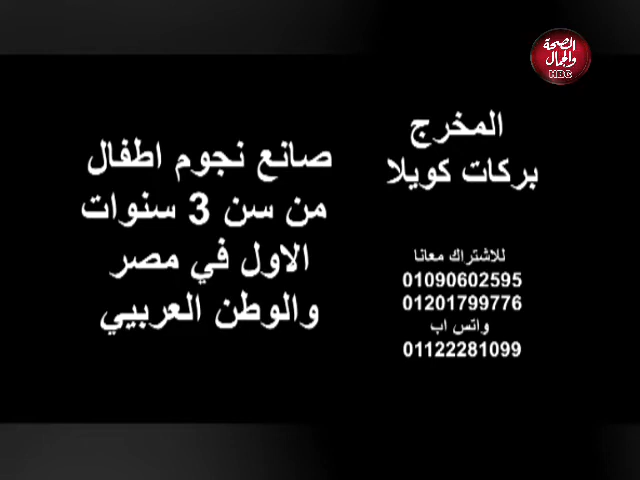 الصحة
والجمال
HBC
المخرج
بركات كويلا
للاشتراك معانا
01090602595
01201799776
واتس اب
01122281099
صانع نجوم اطفال
من سن 3 سنوات
الاول في مصر
والوطن العربيي